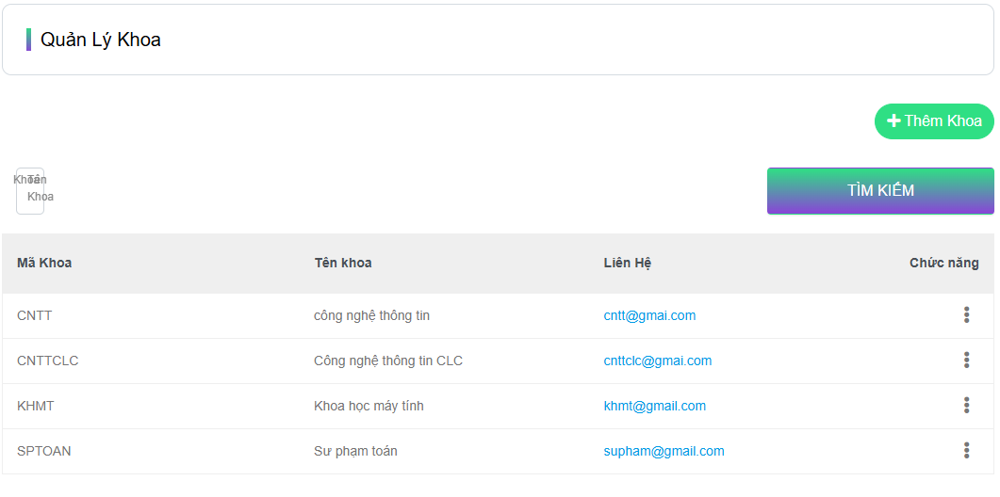 Quản Lý Khoa
Thêm Khoa
Khoa Tên
Khoa
TÌM KIẾM
Mã Khoa Tên khoa Liên Hệ Chức năng
CNTT công nghệ thông tin cntt@gmai.com
CNTTCLC Công nghệ thông tin CLC cnttclc@gmai.com
KHMT Khoa học máy tính khmt@gmail.com
SPTOAN Sư phạm toán supham@gmail.com